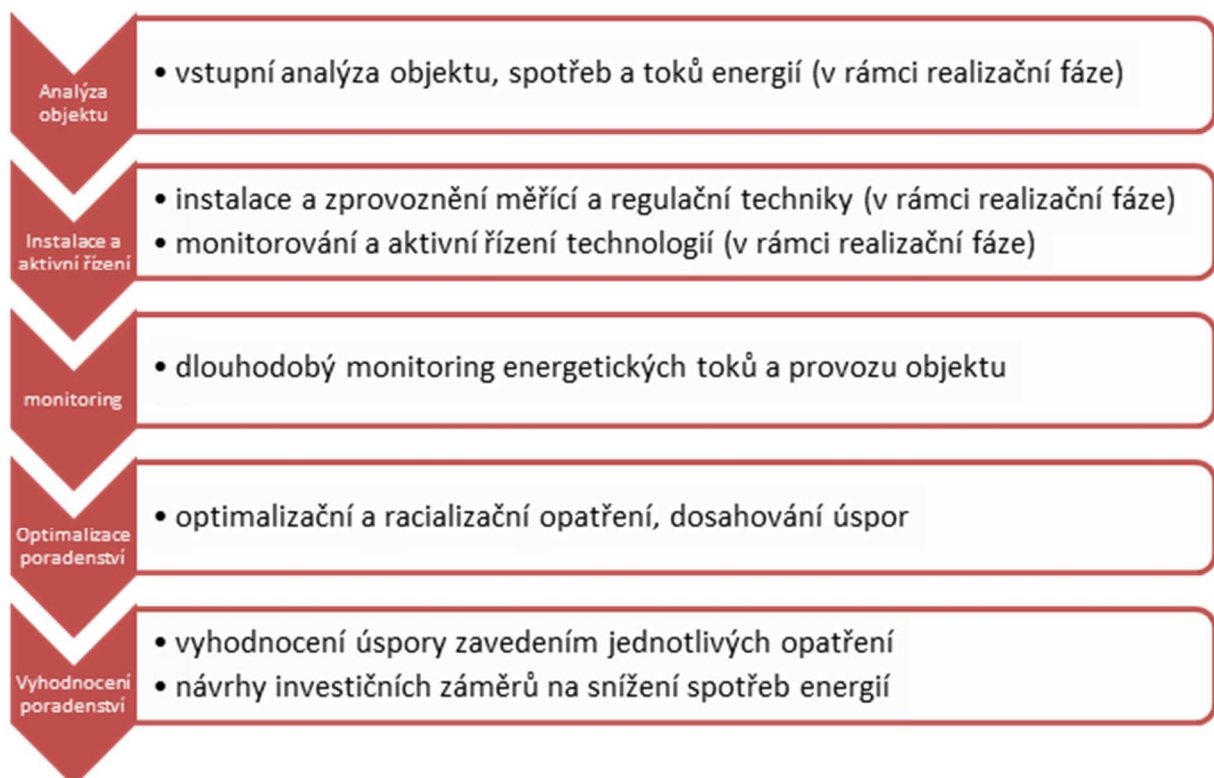 Analýza
objektu
• vstupní analýza objektu, spotřeb a toků energií (v rámci realizační fáze)
Instalace a
aktivní řízení
• instalace a zprovoznění měřící a regulační techniky (v rámci realizační fáze)
• monitorování a aktivní řízení technologií (v rámci realizační fáze)
monitoring
• dlouhodobý monitoring energetických toků a provozu objektu
Optimalizace
poradenství
• optimalizační a racializační opatření, dosahování úspor
Vyhodnocení
poradenství
• vyhodnocení úspory zavedením jednotlivých opatření
• návrhy investičních záměrů na snížení spotřeb energií